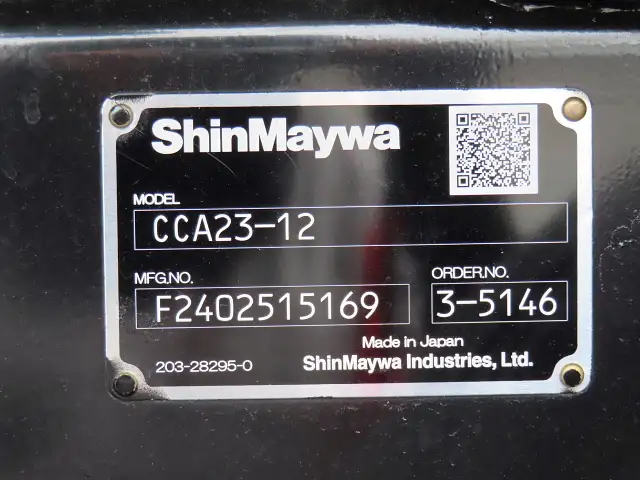 ShinMaywa
MODEL
CCA23-12
MFG.NO. ORDER.NO.
F2402515169 3-5146
Made in Japan
203-28295-0 ShinMaywa Industries, Ltd.